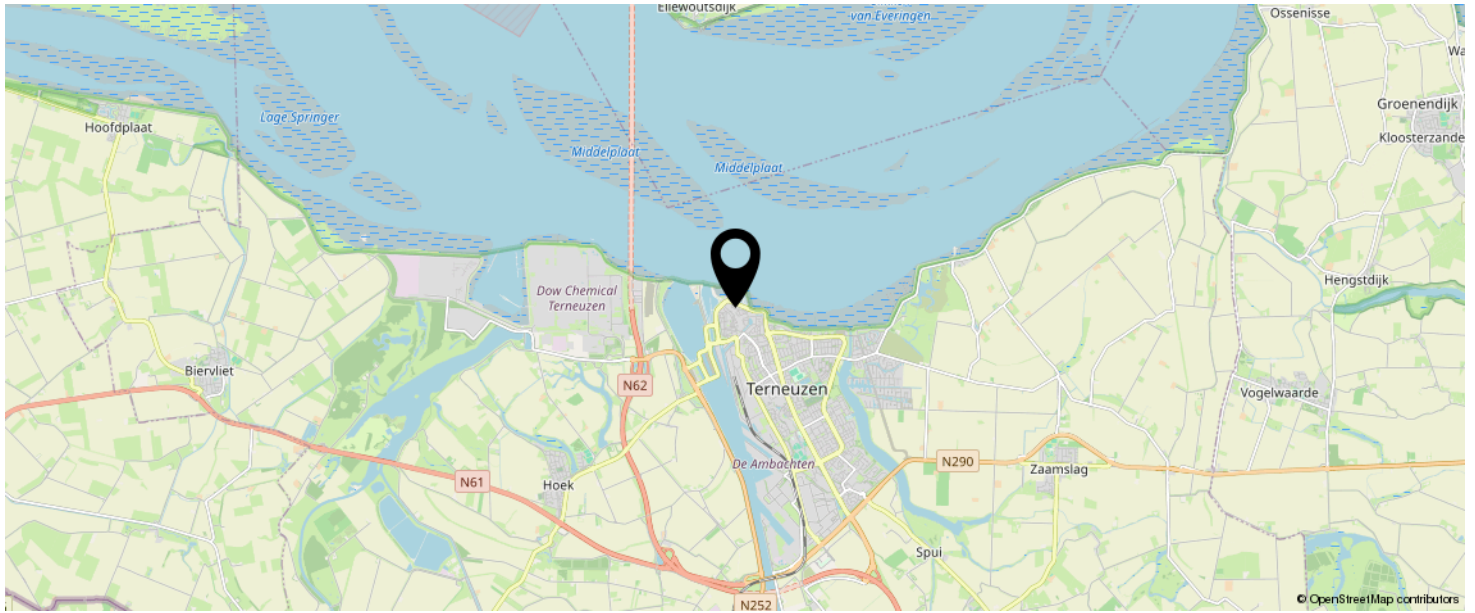 Ellewoutsdijk
van Everingen
Ossenisse
Lage Springer
Hoofdplaat
Groenendijk
Kloosterzande
Middelplaat
Middelplaat
Hengstdijk
Dow Chemical
Terneuzen
Biervliet
N62
Terneuzen
Vogelwaarde
De Ambachten
N290
Zaamslag
N61
Hoek
Spui
N252
© OpenStreetMap contributors